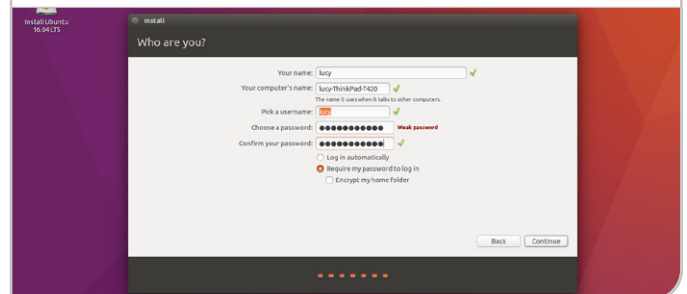 Install Ubuntu
16.04 LTS
Install
Who are you?
Your name: lucy
Your computer's name: lucy-ThinkPad-T420
The name it uses when it talks to other computers.
Pick a username: lucy
Choose a password: ●●●●●●●●●●● Weak password
Confirm your password: ●●●●●●●●●●●
Log in automatically
Require my password to log in
Encrypt my home folder
Back Continue